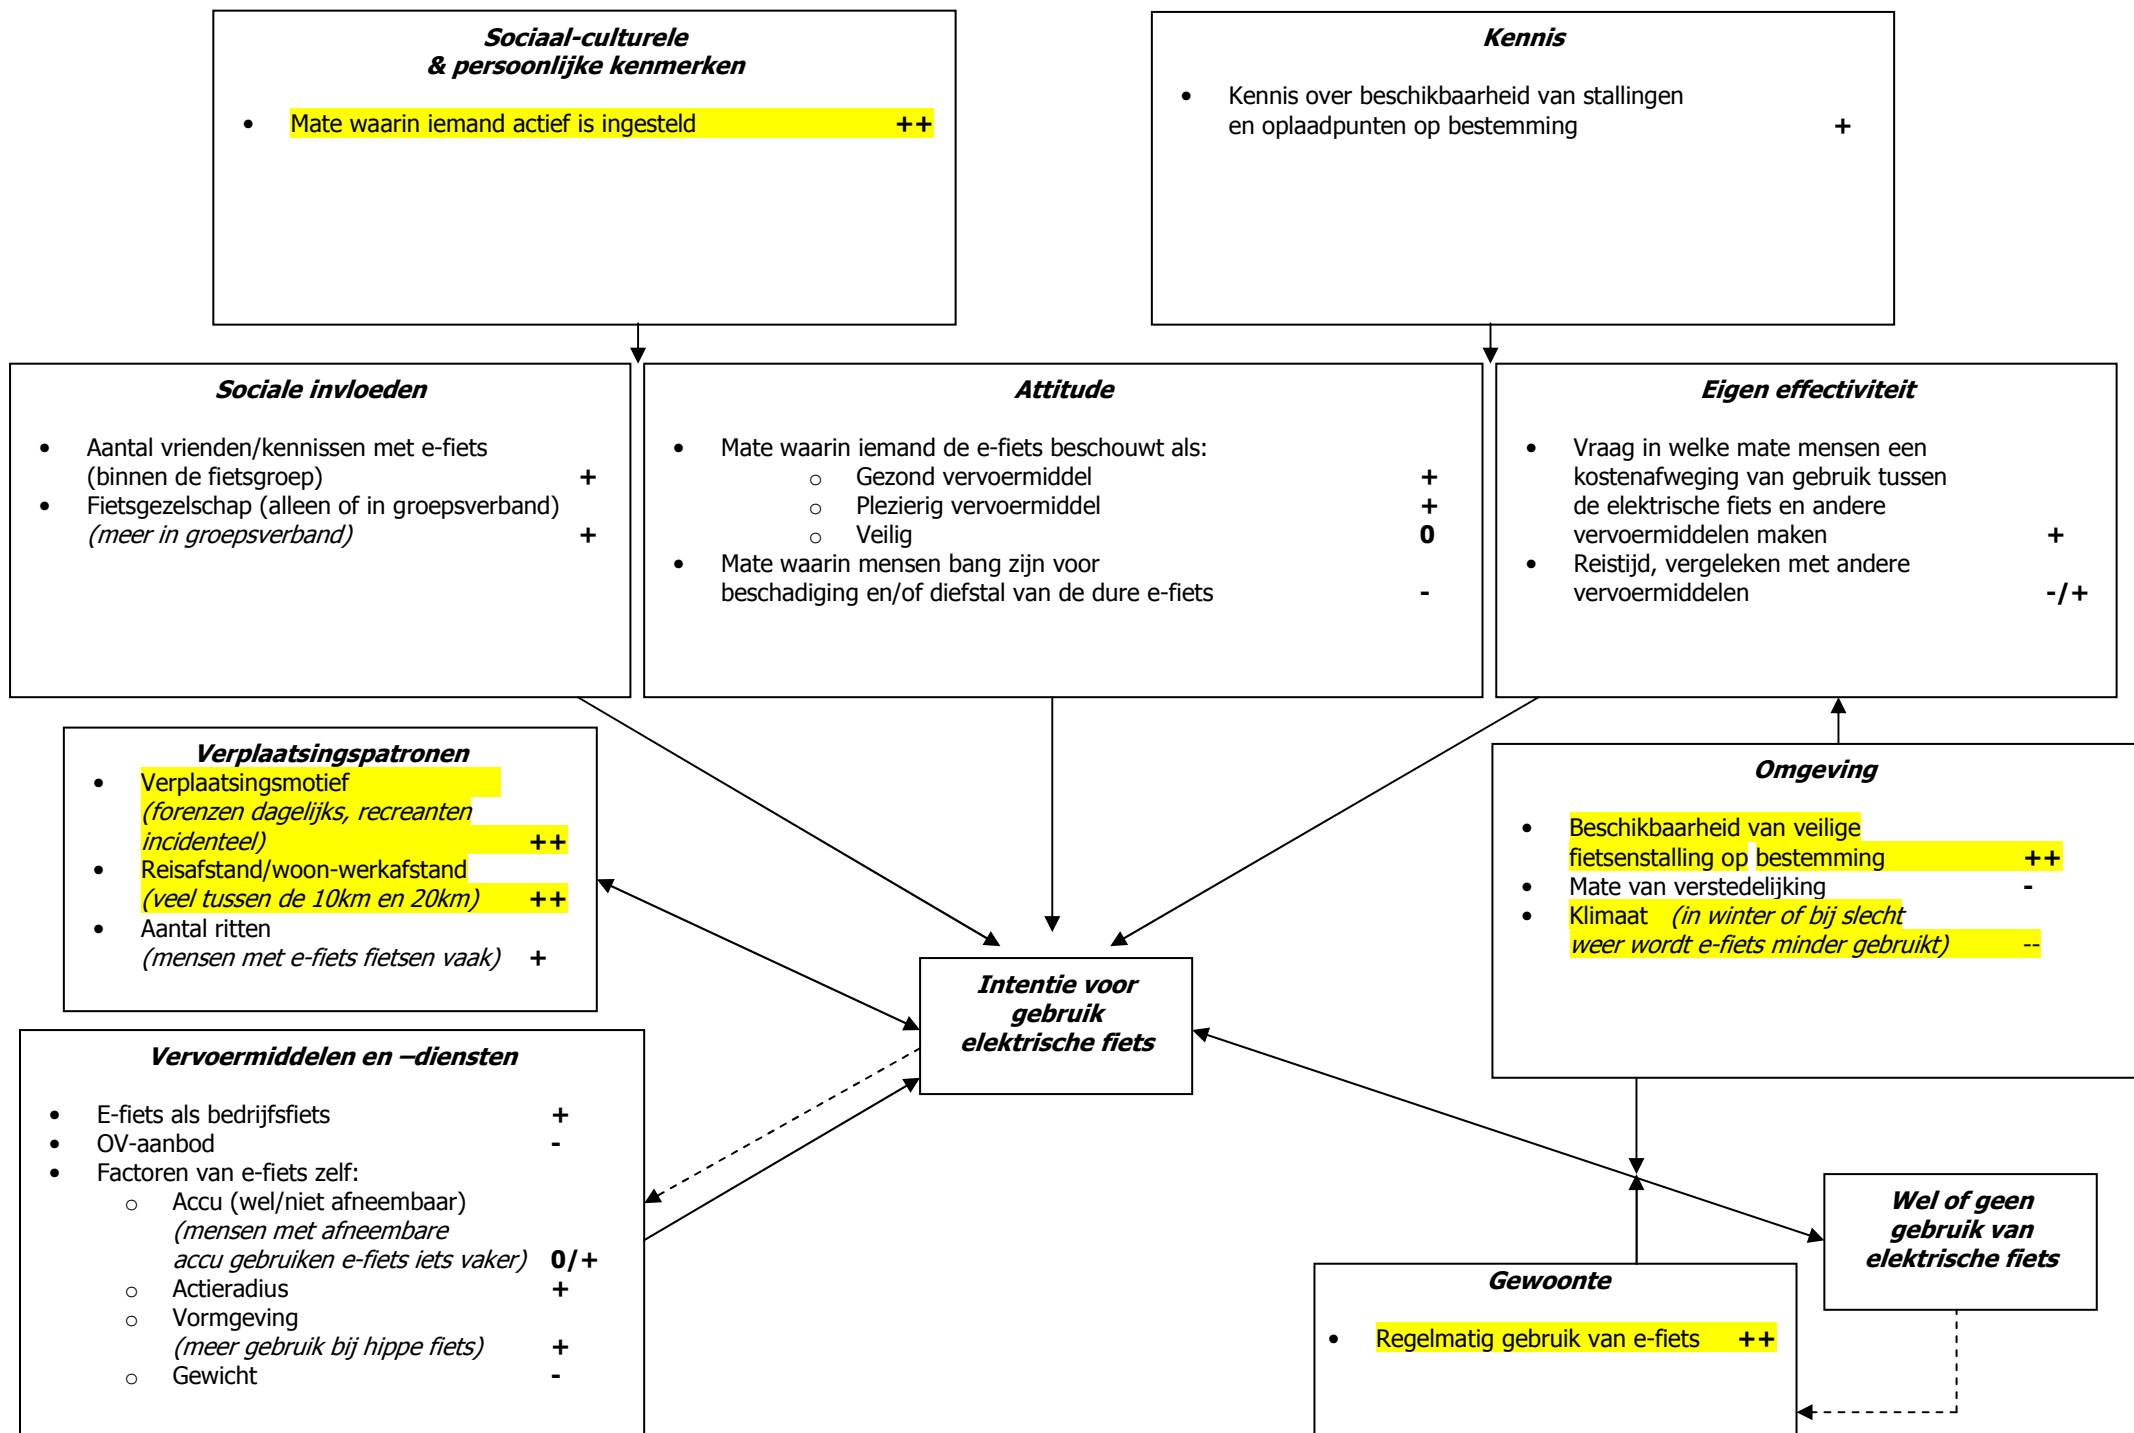 Sociaal-culturele
& persoonlijke kenmerken
• Mate waarin iemand actief is ingesteld ++
Kennis
• Kennis over beschikbaarheid van stallingen
en oplaadpunten op bestemming +
Sociale invloeden
• Aantal vrienden/kennissen met e-fiets
(binnen de fietsgroep) +
• Fietsgezelschap (alleen of in groepsverband)
(meer in groepsverband) +
Attitude
• Mate waarin iemand de e-fiets beschouwt als:
o Gezond vervoermiddel +
o Plezierig vervoermiddel +
o Veilig 0
• Mate waarin mensen bang zijn voor
beschadiging en/of diefstal van de dure e-fiets -
Eigen effectiviteit
• Vraag in welke mate mensen een
kostenafweging van gebruik tussen
de elektrische fiets en andere
vervoermiddelen maken +
• Reistijd, vergeleken met andere
vervoermiddelen -/+
Verplaatsingspatronen
• Verplaatsingsmotief
(forenzen dagelijks, recreanten
incidenteel) ++
• Reisafstand/woon-werkafstand
(veel tussen de 10km en 20km) ++
• Aantal ritten
(mensen met e-fiets fietsen vaak) +
Omgeving
• Beschikbaarheid van veilige
fietsenstalling op bestemming ++
• Mate van verstedelijking -
• Klimaat (in winter of bij slecht
weer wordt e-fiets minder gebruikt) --
Intentie voor
gebruik
elektrische fiets
Vervoermiddelen en –diensten
• E-fiets als bedrijfsfiets +
• OV-aanbod -
• Factoren van e-fiets zelf:
o Accu (wel/niet afneembaar)
(mensen met afneembare
accu gebruiken e-fiets iets vaker) 0/+
o Actieradius +
o Vormgeving
(meer gebruik bij hippe fiets) +
o Gewicht -
Wel of geen
gebruik van
elektrische fiets
Gewoonte
• Regelmatig gebruik van e-fiets ++